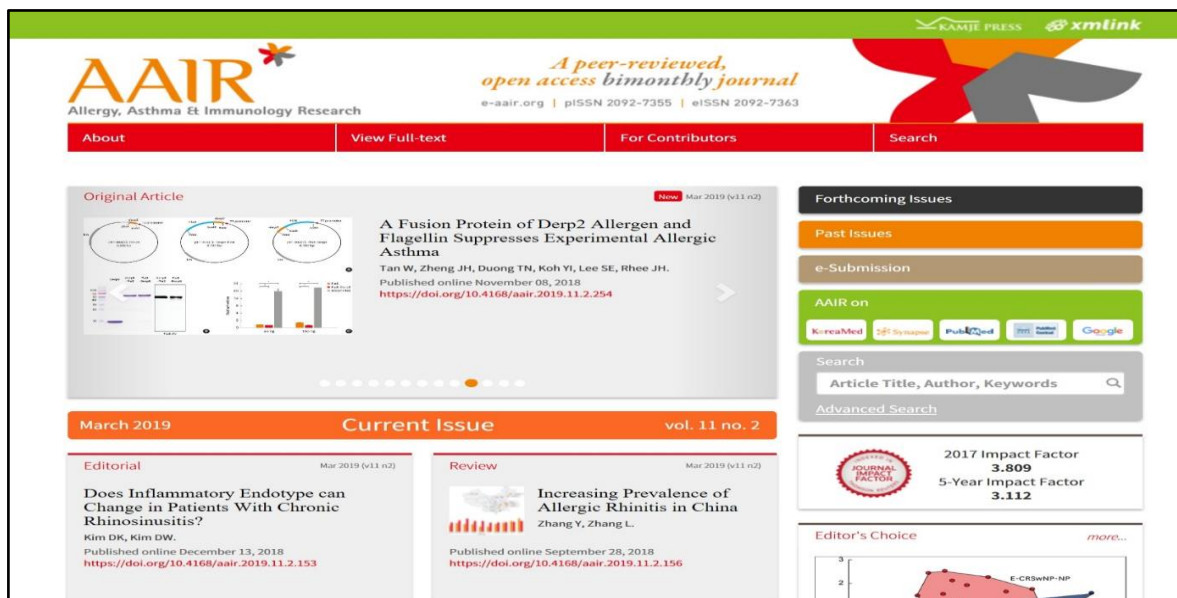 KAMJE PRESS xmlink
AAIR
Allergy, Asthma & Immunology Research
A peer-reviewed,
open access bimonthly journal
e-aair.org | pISSN 2092-7355 | eISSN 2092-7363
About View Full-text For Contributors Search
Original Article New Mar 2019 (v11 n2)
A Fusion Protein of Derp2 Allergen and
Flagellin Suppresses Experimental Allergic
Asthma
Tan W, Zheng JH, Duong TN, Koh YI, Lee SE, Rhee JH.
Published online November 08, 2018
https://doi.org/10.4168/aair.2019.11.2.254
Forthcoming Issues
Past Issues
e-Submission
AAIR on
KoreaMed Synapse PubMed Google
Search
Article Title, Author, Keywords
Advanced Search
March 2019 Current Issue vol. 11 no. 2
Editorial Mar 2019 (v11 n2)
Does Inflammatory Endotype can
Change in Patients With Chronic
Rhinosinusitis?
Kim DK, Kim DW.
Published online December 13, 2018
https://doi.org/10.4168/aair.2019.11.2.153
Review Mar 2019 (v11 n2)
Increasing Prevalence of
Allergic Rhinitis in China
Zhang Y, Zhang L.
Published online September 28, 2018
https://doi.org/10.4168/aair.2019.11.2.156
JOURNAL
IMPACT
FACTOR
2017 Impact Factor
3.809
5-Year Impact Factor
3.112
Editor's Choice more...
3
2
E-CRSwNP-NP